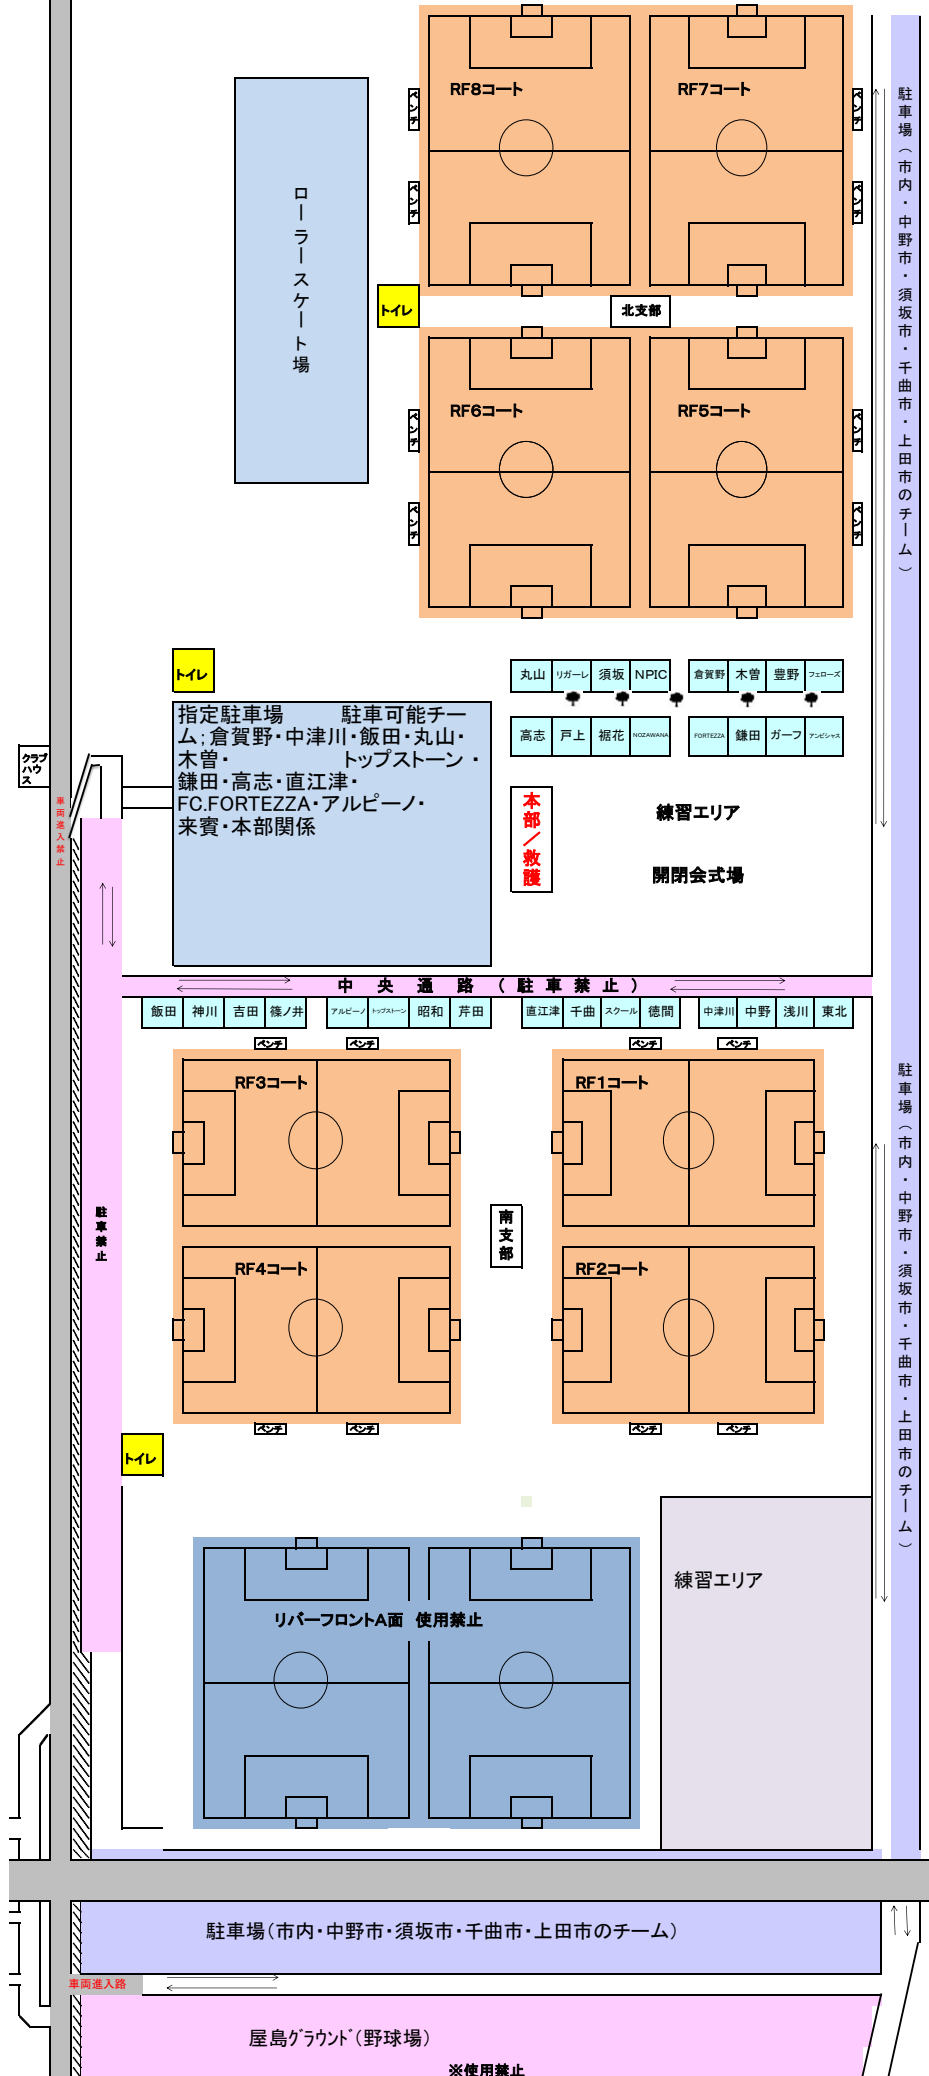 RF8コート
RF7コート
ベンチ
ベンチ
ベンチ
ベンチ
ローラースケート場
駐車場（市内・中野市・須坂市・千曲市・上田市のチーム）
トイレ
北支部
RF6コート
RF5コート
ベンチ
ベンチ
ベンチ
ベンチ
トイレ
丸山
リガーレ
須坂
NPIC
倉賀野
木曽
豊野
フェローズ
高志
戸上
裾花
NOZAWANA
FORTEZZA
鎌田
ガーフ
アンビシャス
指定駐車場　　駐車可能チー
ム；倉賀野・中津川・飯田・丸山・
木曽・　　　　　トップストーン・
鎌田・高志・直江津・
FC.FORTEZZA・アルピーノ・
来賓・本部関係
クラブ
ハウ
ス
車両進入禁止
本部／救護
練習エリア
開閉会式場
中央通路（駐車禁止）
飯田
神川
吉田
篠ノ井
アルピーノ
トップストーン
昭和
芹田
直江津
千曲
スクール
徳間
中津川
中野
浅川
東北
ベンチ
ベンチ
ベンチ
ベンチ
RF3コート
RF1コート
駐車場（市内・中野市・須坂市・千曲市・上田市のチーム）
駐車禁止
南支部
RF4コート
RF2コート
ベンチ
ベンチ
ベンチ
ベンチ
トイレ
練習エリア
リバーフロントA面　使用禁止
駐車場（市内・中野市・須坂市・千曲市・上田市のチーム）
車両進入路
屋島グラウンド（野球場）
※使用禁止